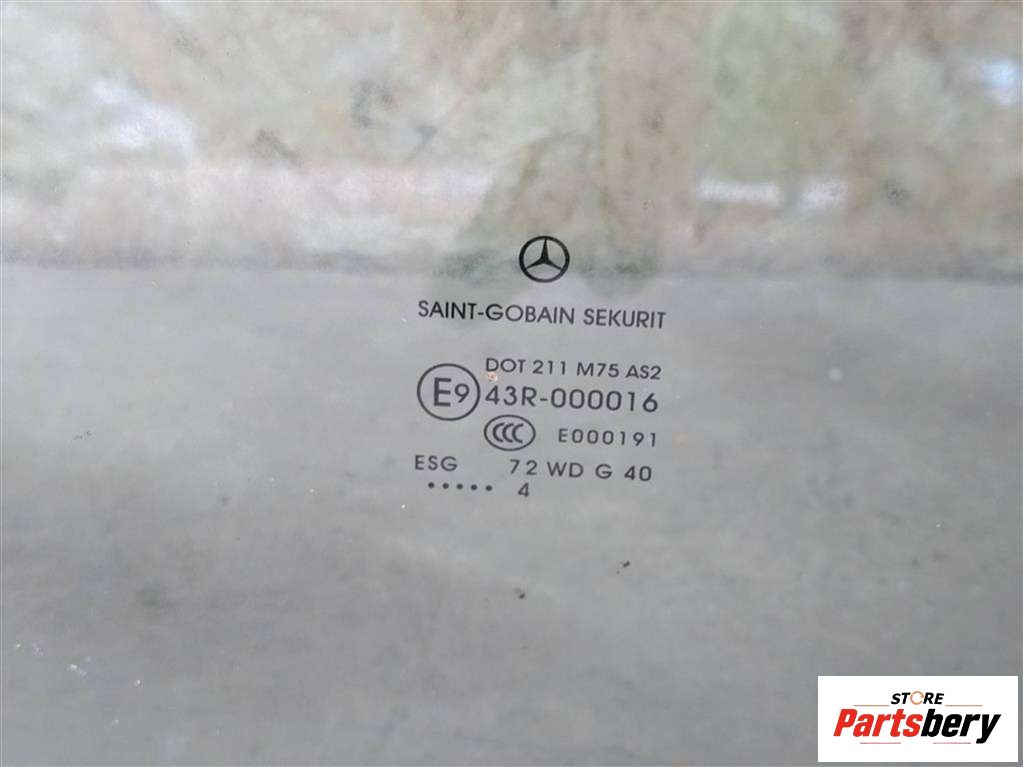 SAINT-GOBAIN SEKURIT
DOT 211 M75 AS2
E9 43R-000016
CCC E000191
ESG 72 WD G 40
..... 4
STORE
Partsbery